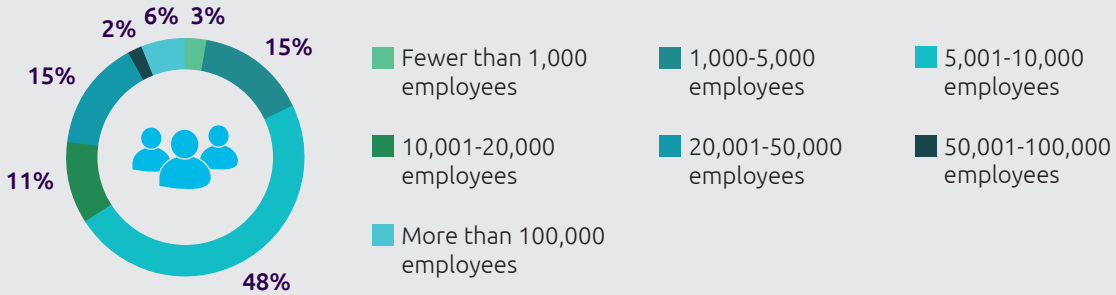 6%
3%
2%
15%
15%
11%
48%
Fewer than 1,000
employees
1,000-5,000
employees
5,001-10,000
employees
10,001-20,000
employees
20,001-50,000
employees
50,001-100,000
employees
More than 100,000
employees